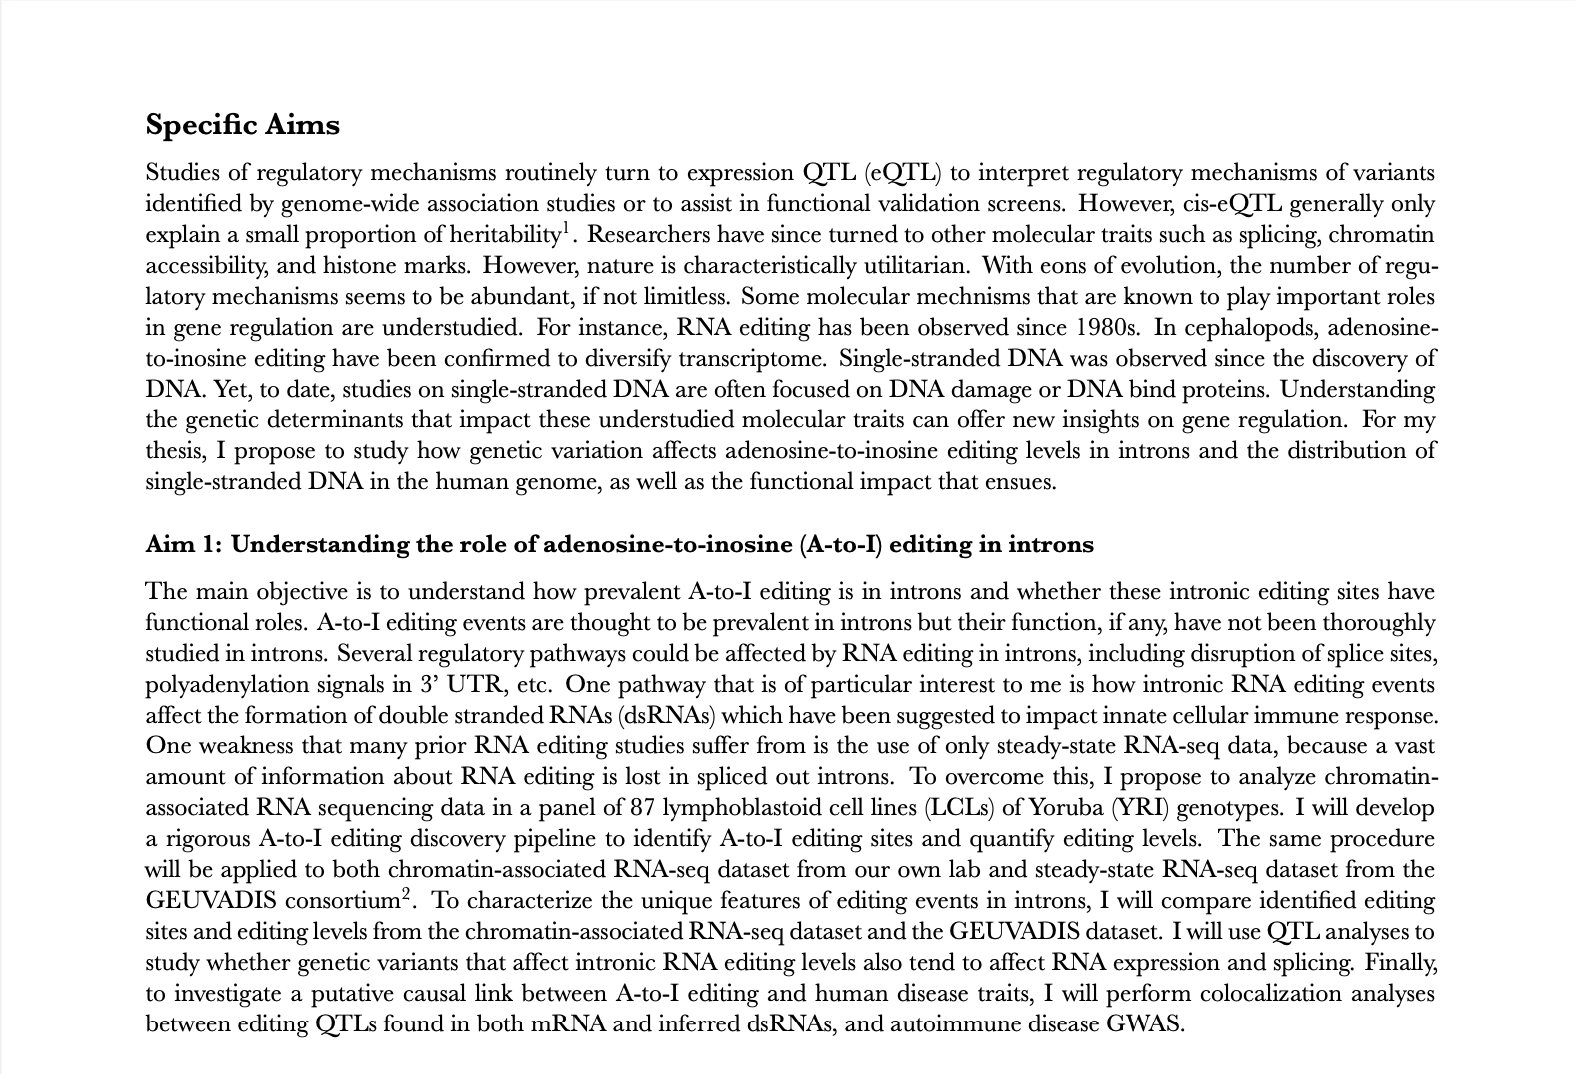 Specific Aims
Studies of regulatory mechanisms routinely turn to expression QTL (eQTL) to interpret regulatory mechanisms of variants
identified by genome-wide association studies or to assist in functional validation screens. However, cis-eQTL generally only
explain a small proportion of heritability1. Researchers have since turned to other molecular traits such as splicing, chromatin
accessibility, and histone marks. However, nature is characteristically utilitarian. With eons of evolution, the number of regu-
latory mechanisms seems to be abundant, if not limitless. Some molecular mechnisms that are known to play important roles
in gene regulation are understudied. For instance, RNA editing has been observed since 1980s. In cephalopods, adenosine-
to-inosine editing have been confirmed to diversify transcriptome. Single-stranded DNA was observed since the discovery of
DNA. Yet, to date, studies on single-stranded DNA are often focused on DNA damage or DNA bind proteins. Understanding
the genetic determinants that impact these understudied molecular traits can offer new insights on gene regulation. For my
thesis, I propose to study how genetic variation affects adenosine-to-inosine editing levels in introns and the distribution of
single-stranded DNA in the human genome, as well as the functional impact that ensues.
Aim 1: Understanding the role of adenosine-to-inosine (A-to-I) editing in introns
The main objective is to understand how prevalent A-to-I editing is in introns and whether these intronic editing sites have
functional roles. A-to-I editing events are thought to be prevalent in introns but their function, if any, have not been thoroughly
studied in introns. Several regulatory pathways could be affected by RNA editing in introns, including disruption of splice sites,
polyadenylation signals in 3’ UTR, etc. One pathway that is of particular interest to me is how intronic RNA editing events
affect the formation of double stranded RNAs (dsRNAs) which have been suggested to impact innate cellular immune response.
One weakness that many prior RNA editing studies suffer from is the use of only steady-state RNA-seq data, because a vast
amount of information about RNA editing is lost in spliced out introns. To overcome this, I propose to analyze chromatin-
associated RNA sequencing data in a panel of 87 lymphoblastoid cell lines (LCLs) of Yoruba (YRI) genotypes. I will develop
a rigorous A-to-I editing discovery pipeline to identify A-to-I editing sites and quantify editing levels. The same procedure
will be applied to both chromatin-associated RNA-seq dataset from our own lab and steady-state RNA-seq dataset from the
GEUVADIS consortium2. To characterize the unique features of editing events in introns, I will compare identified editing
sites and editing levels from the chromatin-associated RNA-seq dataset and the GEUVADIS dataset. I will use QTL analyses to
study whether genetic variants that affect intronic RNA editing levels also tend to affect RNA expression and splicing. Finally,
to investigate a putative causal link between A-to-I editing and human disease traits, I will perform colocalization analyses
between editing QTLs found in both mRNA and inferred dsRNAs, and autoimmune disease GWAS.